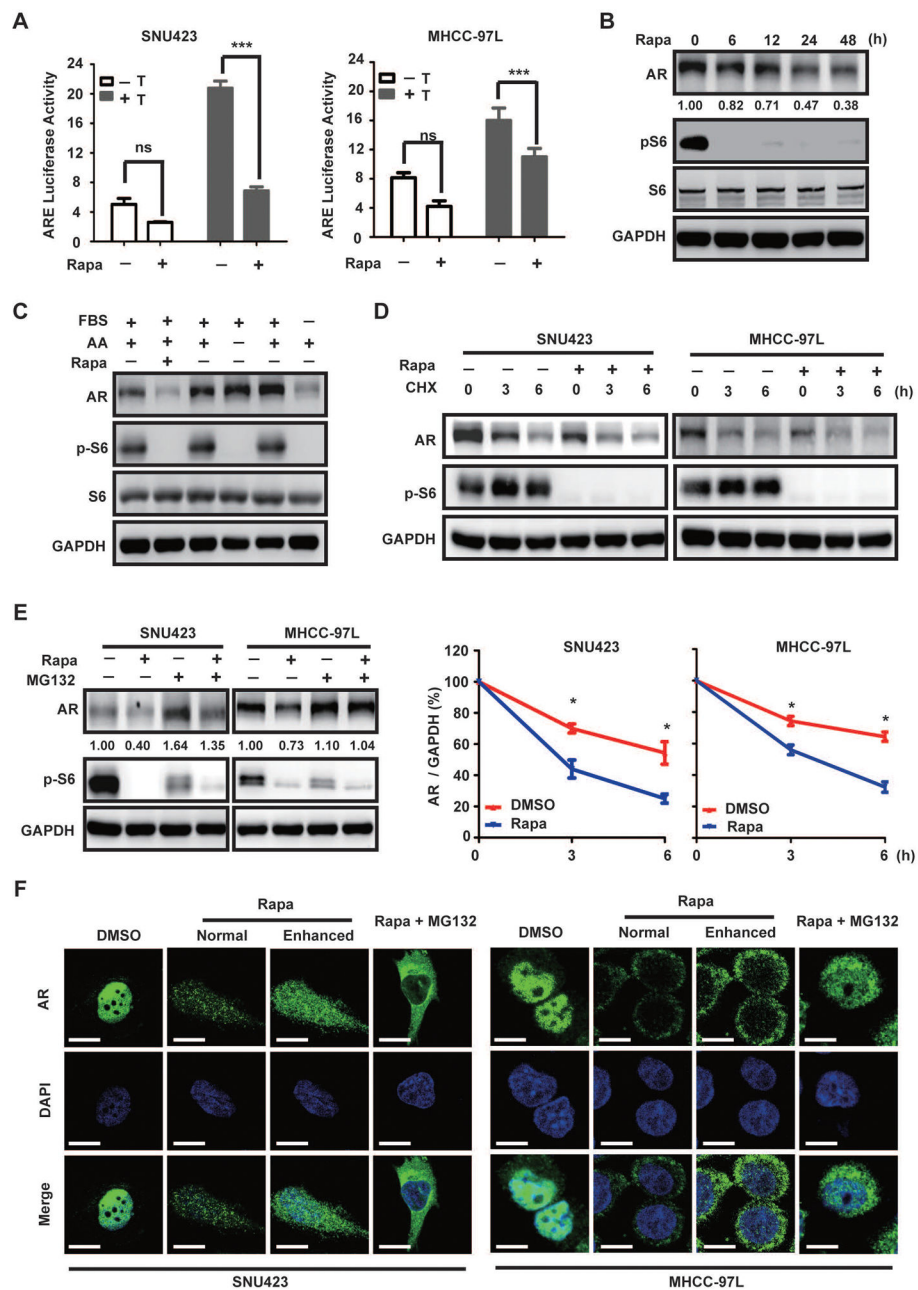 A
SNU423
ARE Luciferase Activity
24
20
16
12
8
4
0
– T
+ T
ns
***
Rapa – + – +
MHCC-97L
ARE Luciferase Activity
24
20
16
12
8
4
0
– T
+ T
ns
***
Rapa – + – +
B
Rapa 0 6 12 24 48 (h)
AR
1.00 0.82 0.71 0.47 0.38
pS6
S6
GAPDH
C
FBS + + + + + –
AA + + + – + +
Rapa +
AR
p-S6
S6
GAPDH
D
SNU423 MHCC-97L
Rapa – – – + + + – – – + + +
CHX 0 3 6 0 3 6 0 3 6 0 3 6 (h)
AR
p-S6
GAPDH
E
SNU423 MHCC-97L
Rapa – + – + – + – +
MG132 – – + + – – + +
AR
1.00 0.40 1.64 1.35 1.00 0.73 1.10 1.04
p-S6
GAPDH
SNU423 MHCC-97L
AR / GAPDH (%)
120
100
80
60
40
20
0
* *
DMSO
Rapa
0 3 6
* *
DMSO
Rapa
0 3 6 (h)
F
Rapa Rapa + MG132 Rapa Rapa + MG132
DMSO Normal Enhanced DMSO Normal Enhanced
AR
DAPI
Merge
SNU423 MHCC-97L